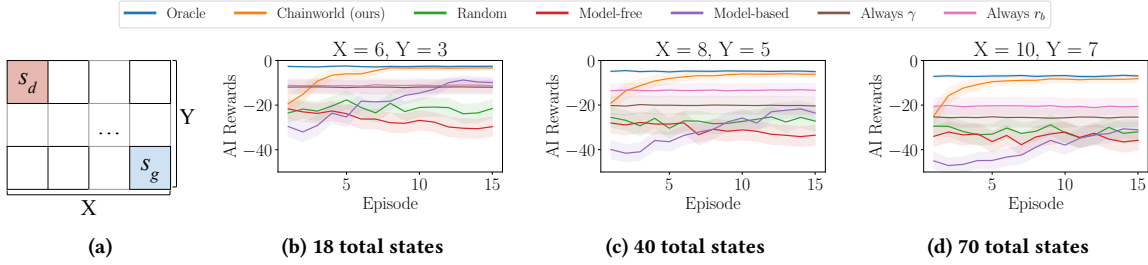 Oracle Chainworld (ours) Random Model-free Model-based Always γ Always r_b
s_d
...
s_g
Y
X
(a)
X = 6, Y = 3
AI Rewards
0
−20
−40
5 10 15
Episode
(b) 18 total states
X = 8, Y = 5
AI Rewards
0
−20
−40
5 10 15
Episode
(c) 40 total states
X = 10, Y = 7
AI Rewards
0
−20
−40
5 10 15
Episode
(d) 70 total states